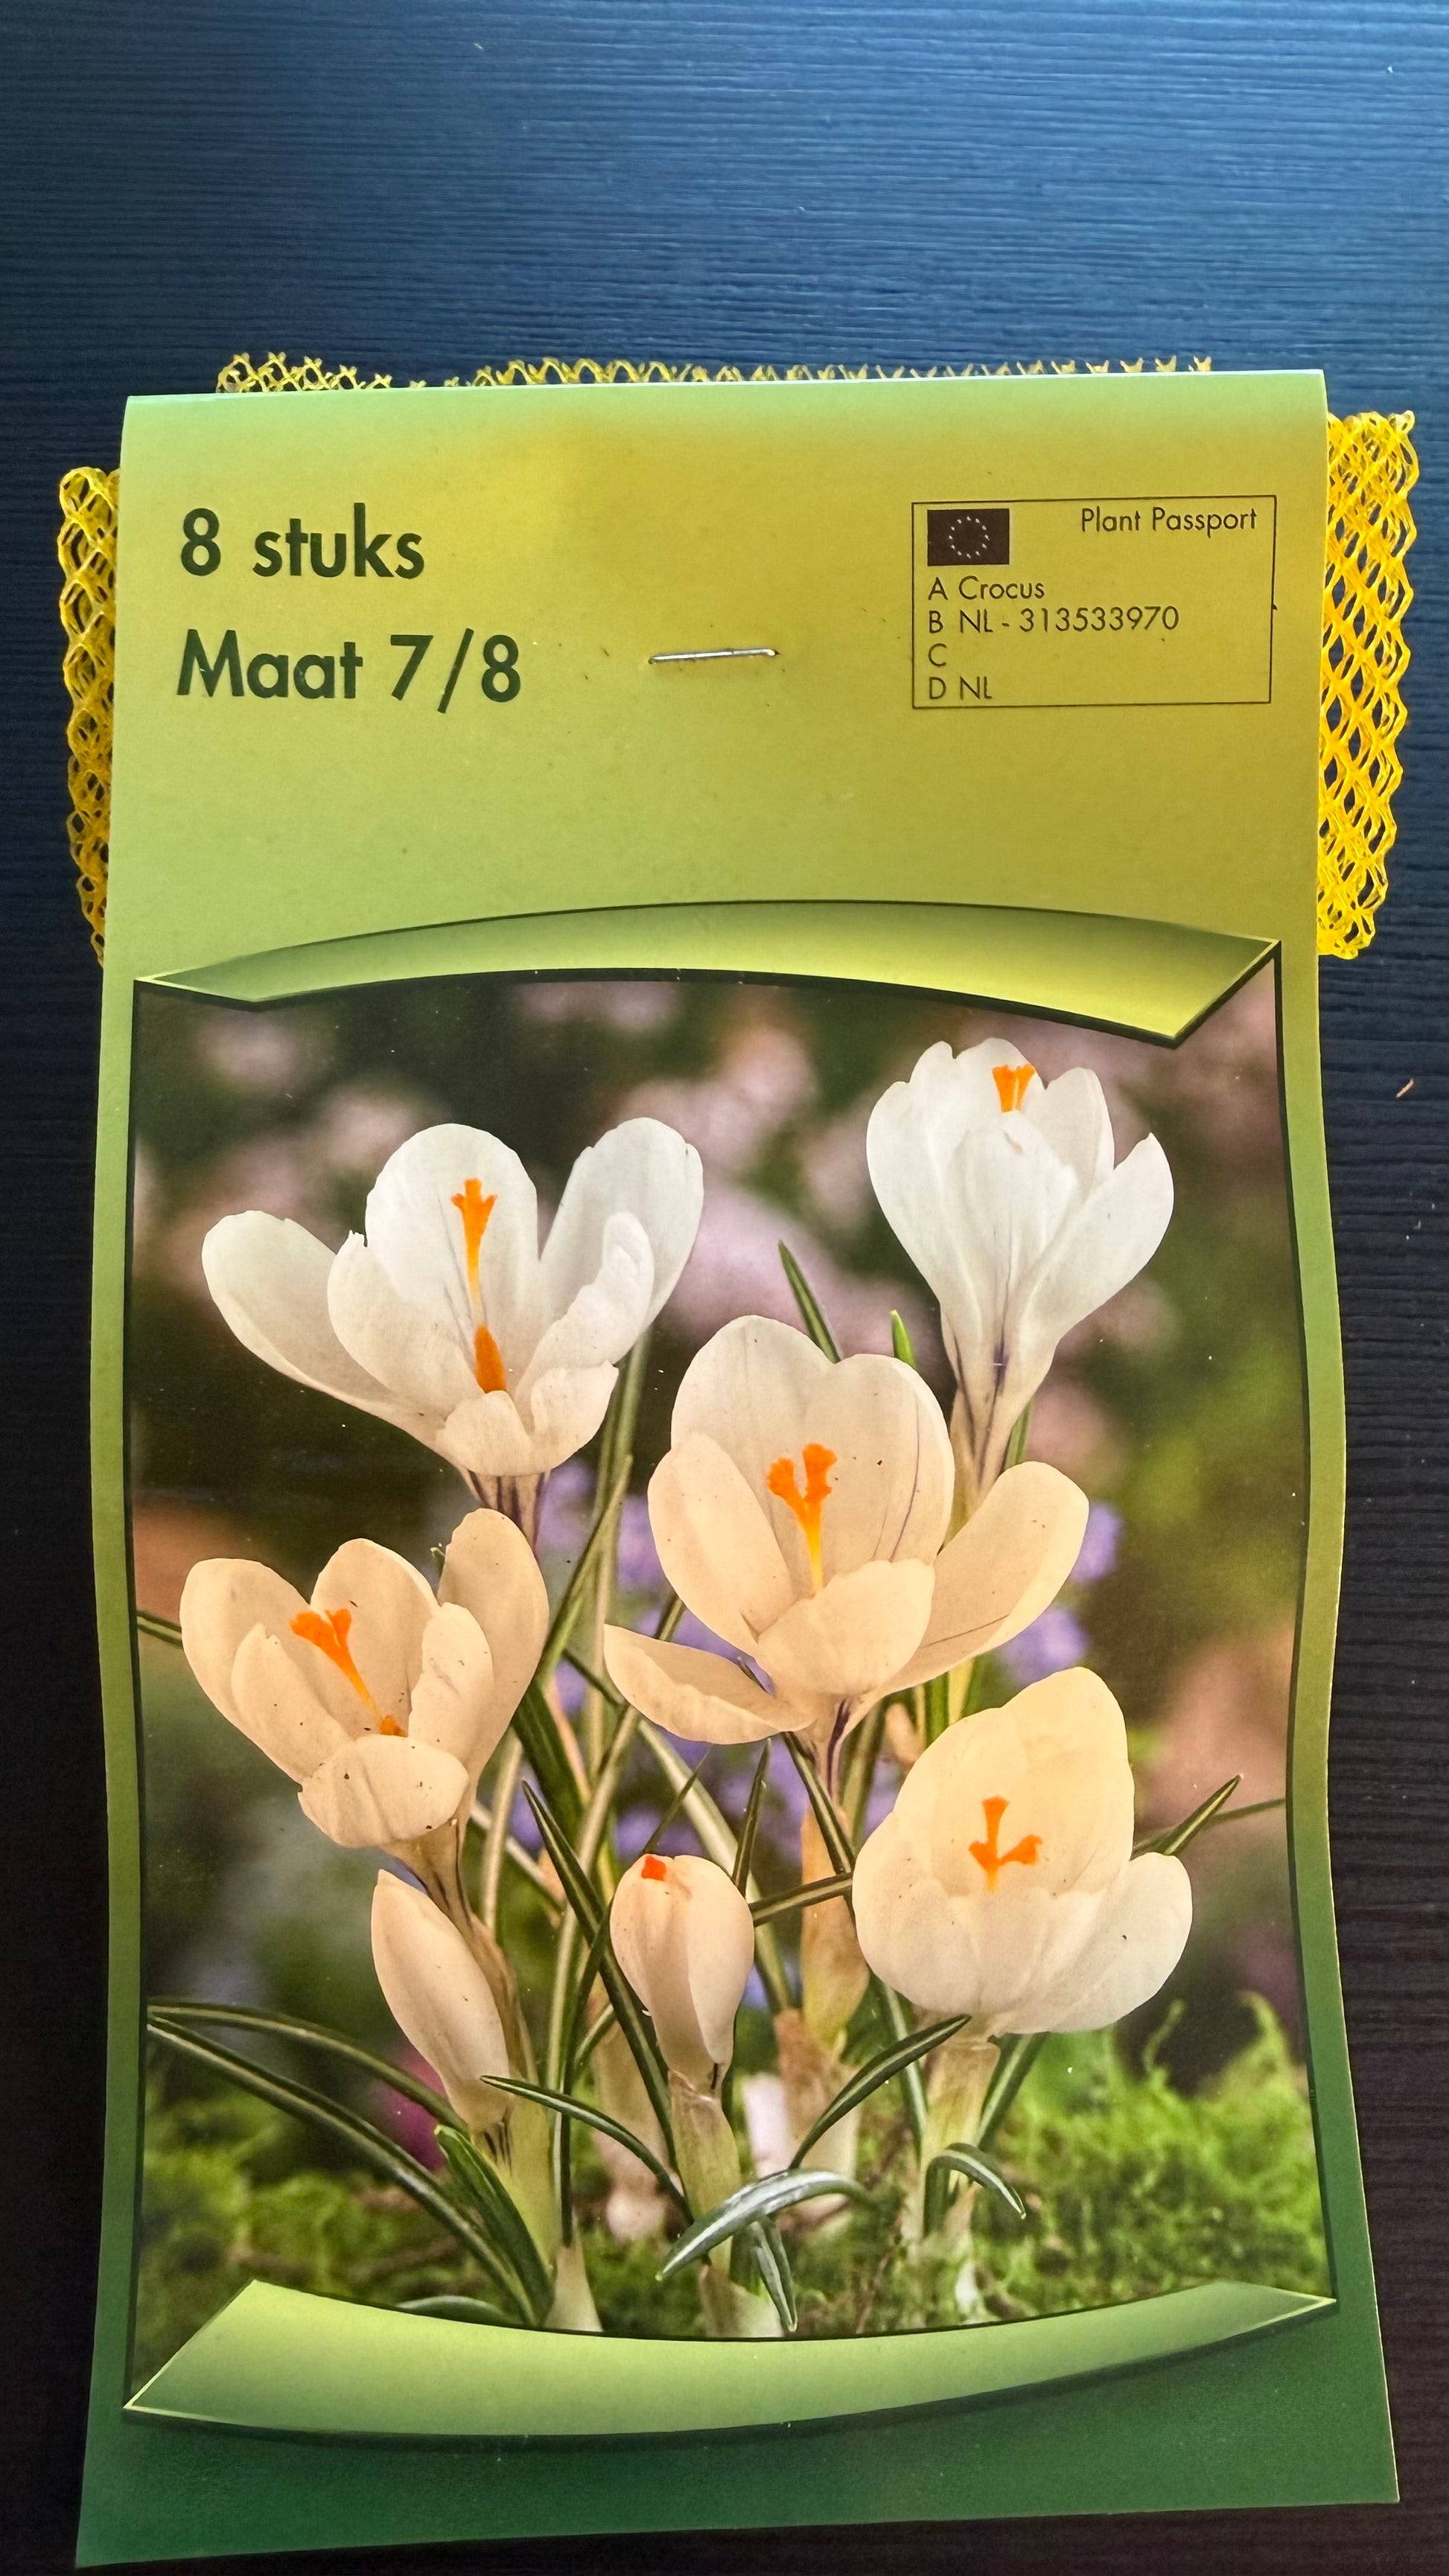 8 stuks
Maat 7/8
Plant Passport
A Crocus
B NL - 313533970
C
D NL